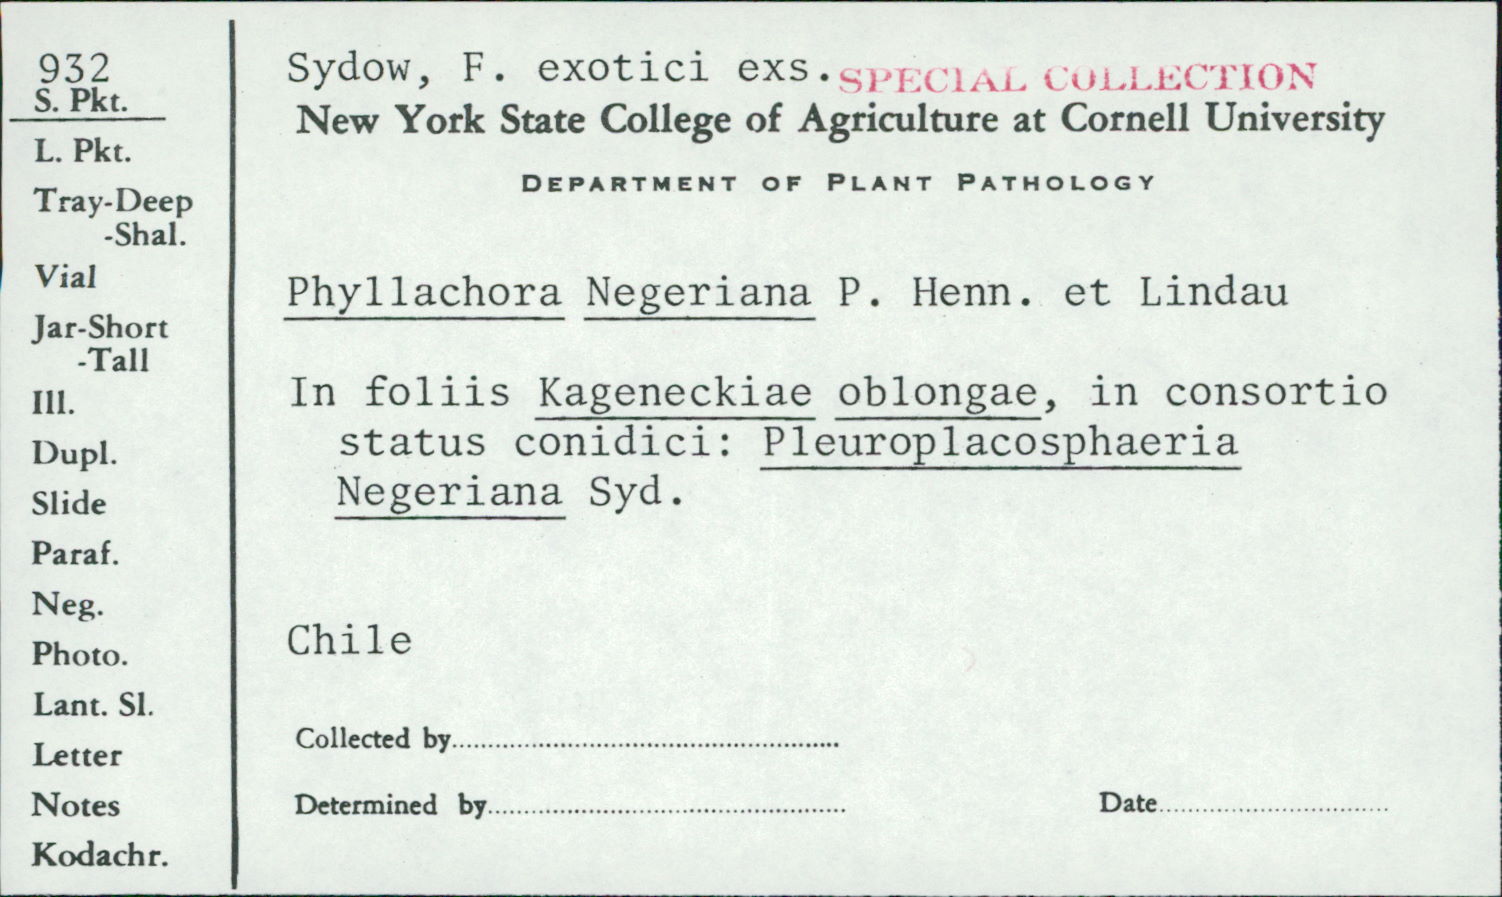 932
S. Pkt.
L. Pkt.
Tray-Deep
-Shal.
Vial
Jar-Short
-Tall
Ill.
Dupl.
Slide
Paraf.
Neg.
Photo.
Lant. Sl.
Letter
Notes
Kodachr.
Sydow, F. exotici exs. SPECIAL COLLECTION
New York State College of Agriculture at Cornell University
DEPARTMENT OF PLANT PATHOLOGY
Phyllachora Negeriana P. Henn. et Lindau
In foliis Kageneckiae oblongae, in consortio
status conidici: Pleuroplacosphaeria
Negeriana Syd.
Chile
Collected by
Determined by
Date